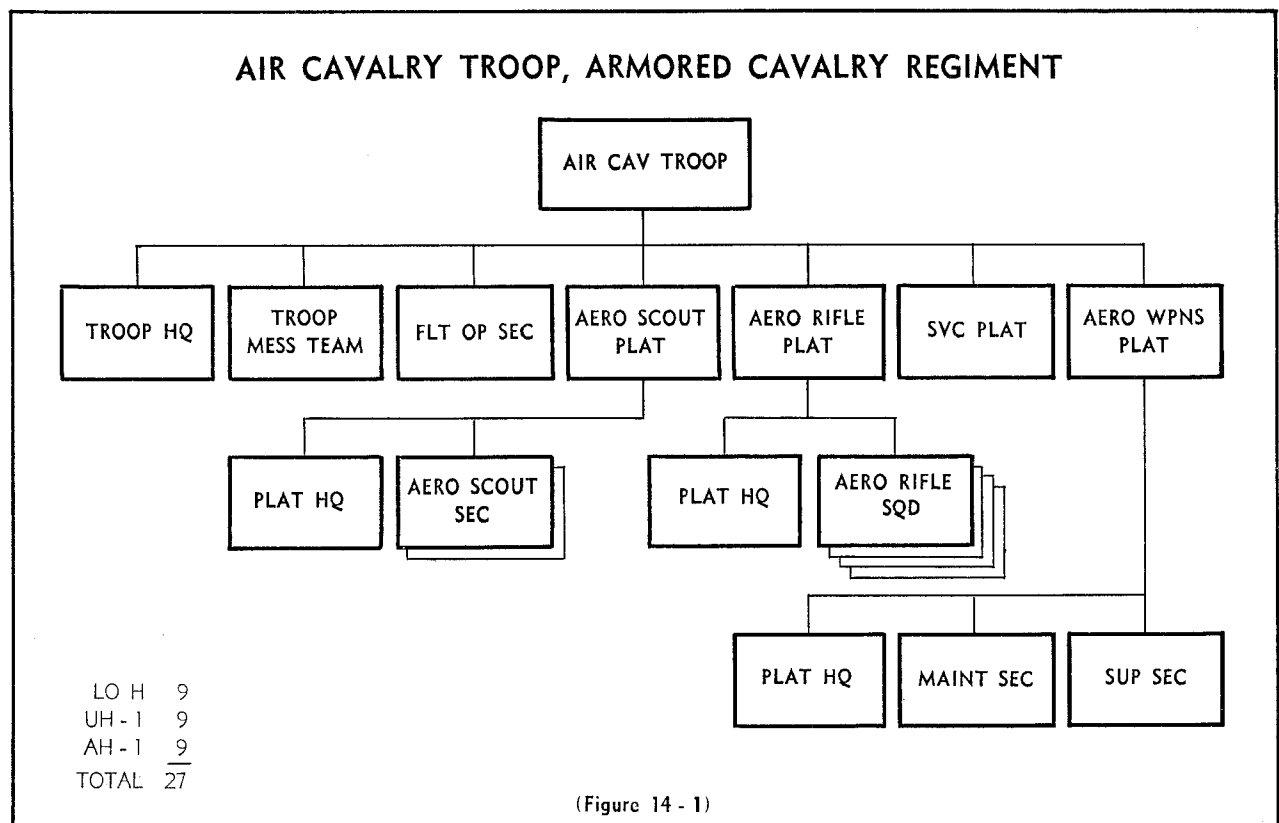 AIR CAVALRY TROOP, ARMORED CAVALRY REGIMENT
AIR CAV TROOP
TROOP HQ
TROOP
MESS TEAM
FLT OP SEC
AERO SCOUT
PLAT
AERO RIFLE
PLAT
SVC PLAT
AERO WPNS
PLAT
PLAT HQ
AERO SCOUT
SEC
PLAT HQ
AERO RIFLE
SQD
PLAT HQ
MAINT SEC
SUP SEC
LO H 9
UH - 1 9
AH - 1 9
TOTAL 27
(Figure 14 - 1)